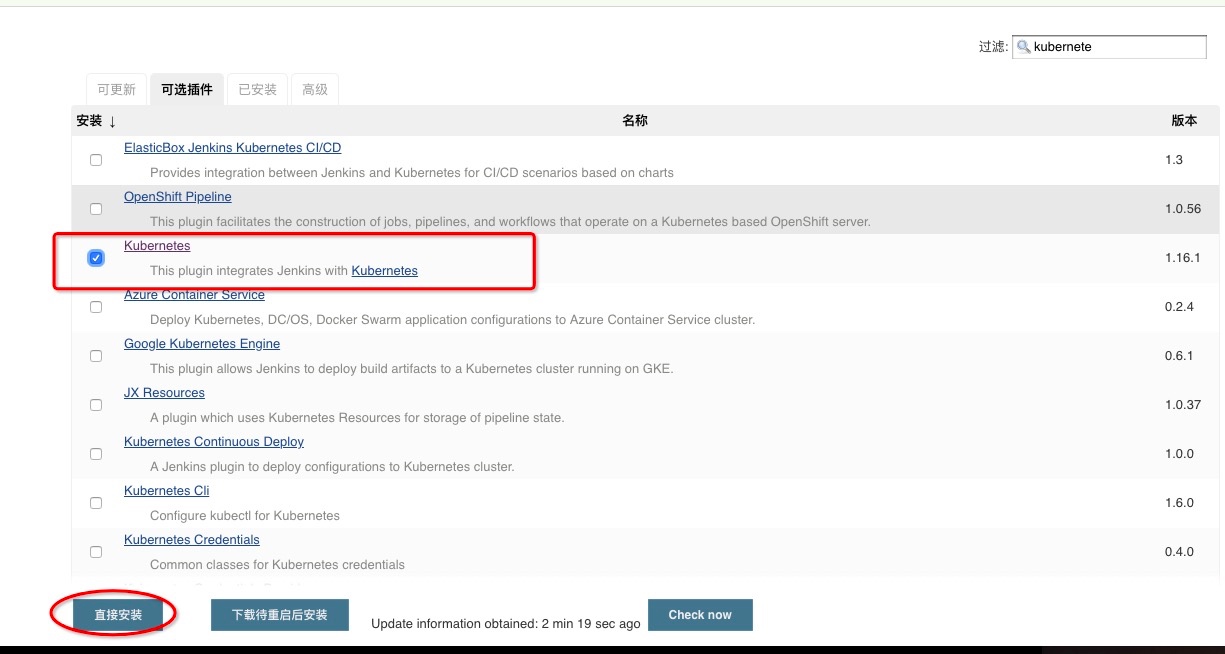 过滤: kubernete
可更新 可选插件 已安装 高级
安装 ↓ 名称 版本
ElasticBox Jenkins Kubernetes CI/CD
Provides integration between Jenkins and Kubernetes for CI/CD scenarios based on charts
1.3
OpenShift Pipeline
This plugin facilitates the construction of jobs, pipelines, and workflows that operate on a Kubernetes based OpenShift server.
1.0.56
Kubernetes
This plugin integrates Jenkins with Kubernetes
1.16.1
Azure Container Service
Deploy Kubernetes, DC/OS, Docker Swarm application configurations to Azure Container Service cluster.
0.2.4
Google Kubernetes Engine
This plugin allows Jenkins to deploy build artifacts to a Kubernetes cluster running on GKE.
0.6.1
JX Resources
A plugin which uses Kubernetes Resources for storage of pipeline state.
1.0.37
Kubernetes Continuous Deploy
A Jenkins plugin to deploy configurations to Kubernetes cluster.
1.0.0
Kubernetes Cli
Configure kubectl for Kubernetes
1.6.0
Kubernetes Credentials
Common classes for Kubernetes credentials
0.4.0
直接安装 下载待重启后安装 Update information obtained: 2 min 19 sec ago Check now